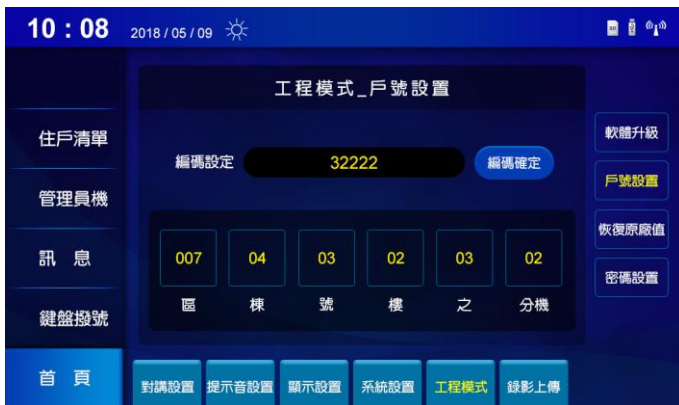 10 : 08 2018 / 05 / 09
工程模式_戶號設置
住戶清單
管理員機
訊 息
鍵盤撥號
首 頁
編碼設定 32222 編碼確定
007 04 03 02 03 02
區 棟 號 樓 之 分機
軟體升級
戶號設置
恢復原廠值
密碼設置
對講設置 提示音設置 顯示設置 系統設置 工程模式 錄影上傳